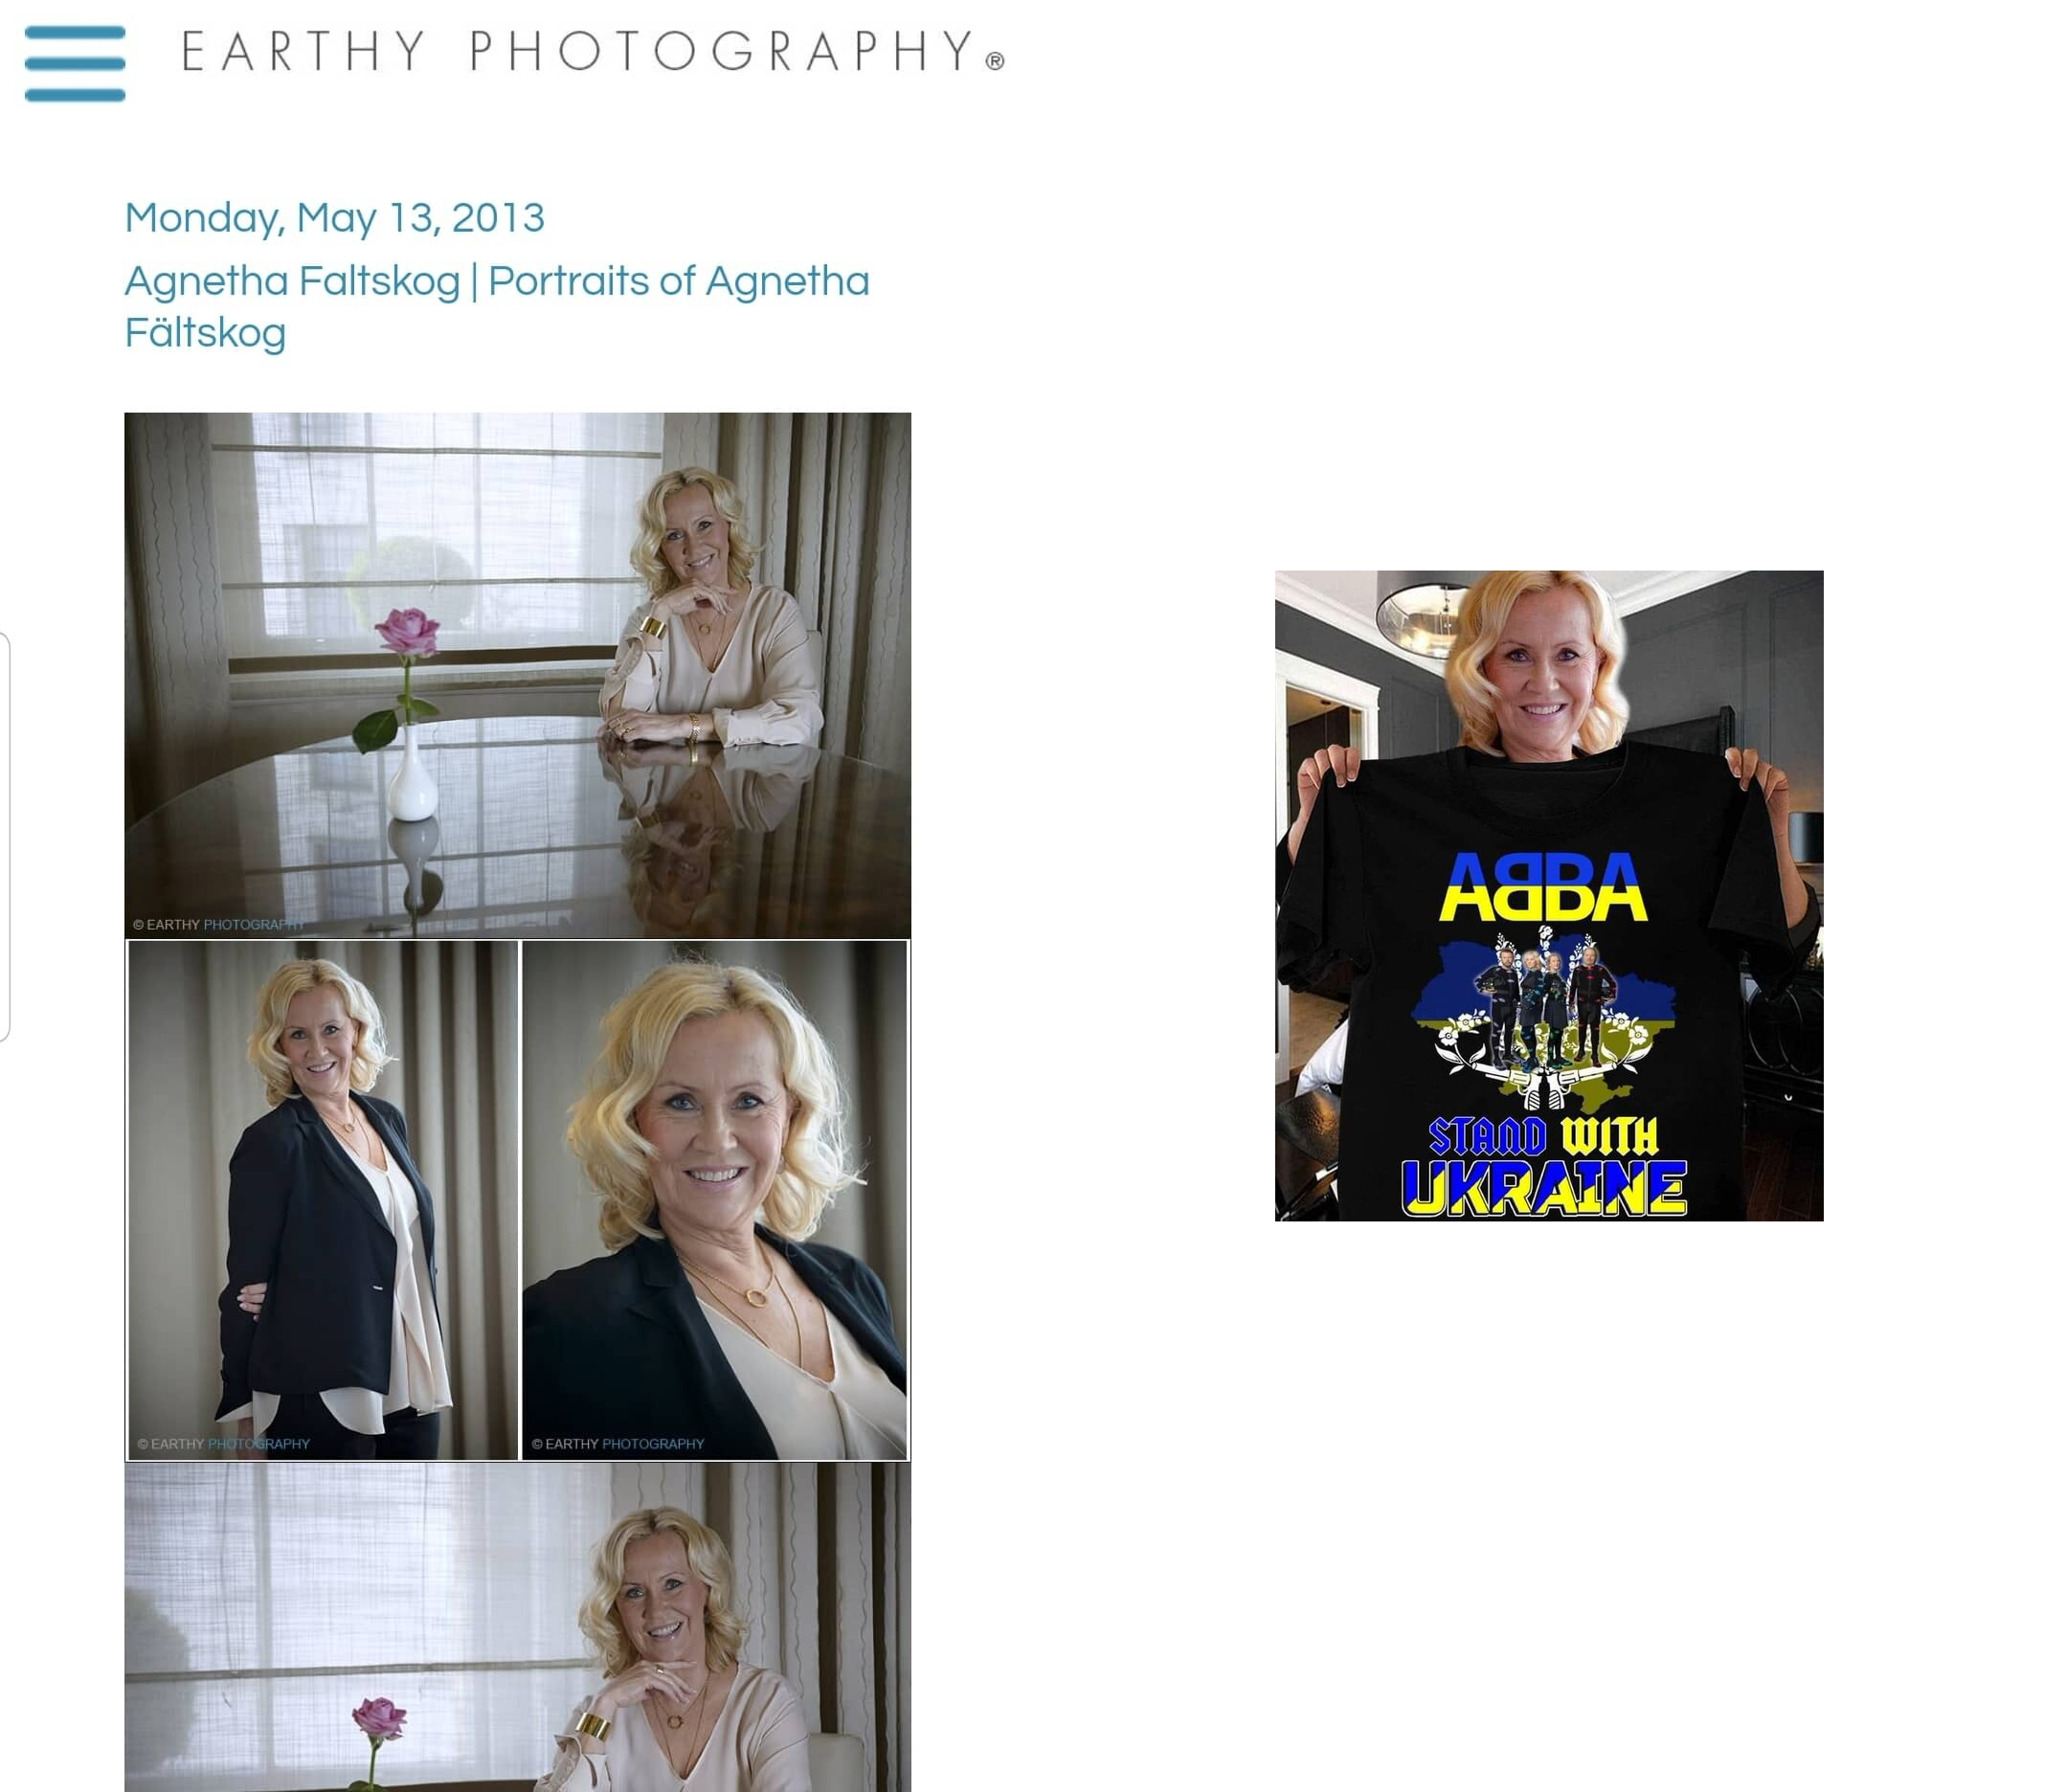 EARTHY PHOTOGRAPHY®
Monday, May 13, 2013
Agnetha Faltskog | Portraits of Agnetha
Fältskog
© EARTHY PHOTOGRAPHY
© EARTHY PHOTOGRAPHY
© EARTHY PHOTOGRAPHY
ABBA
STAND WITH
UKRAINE